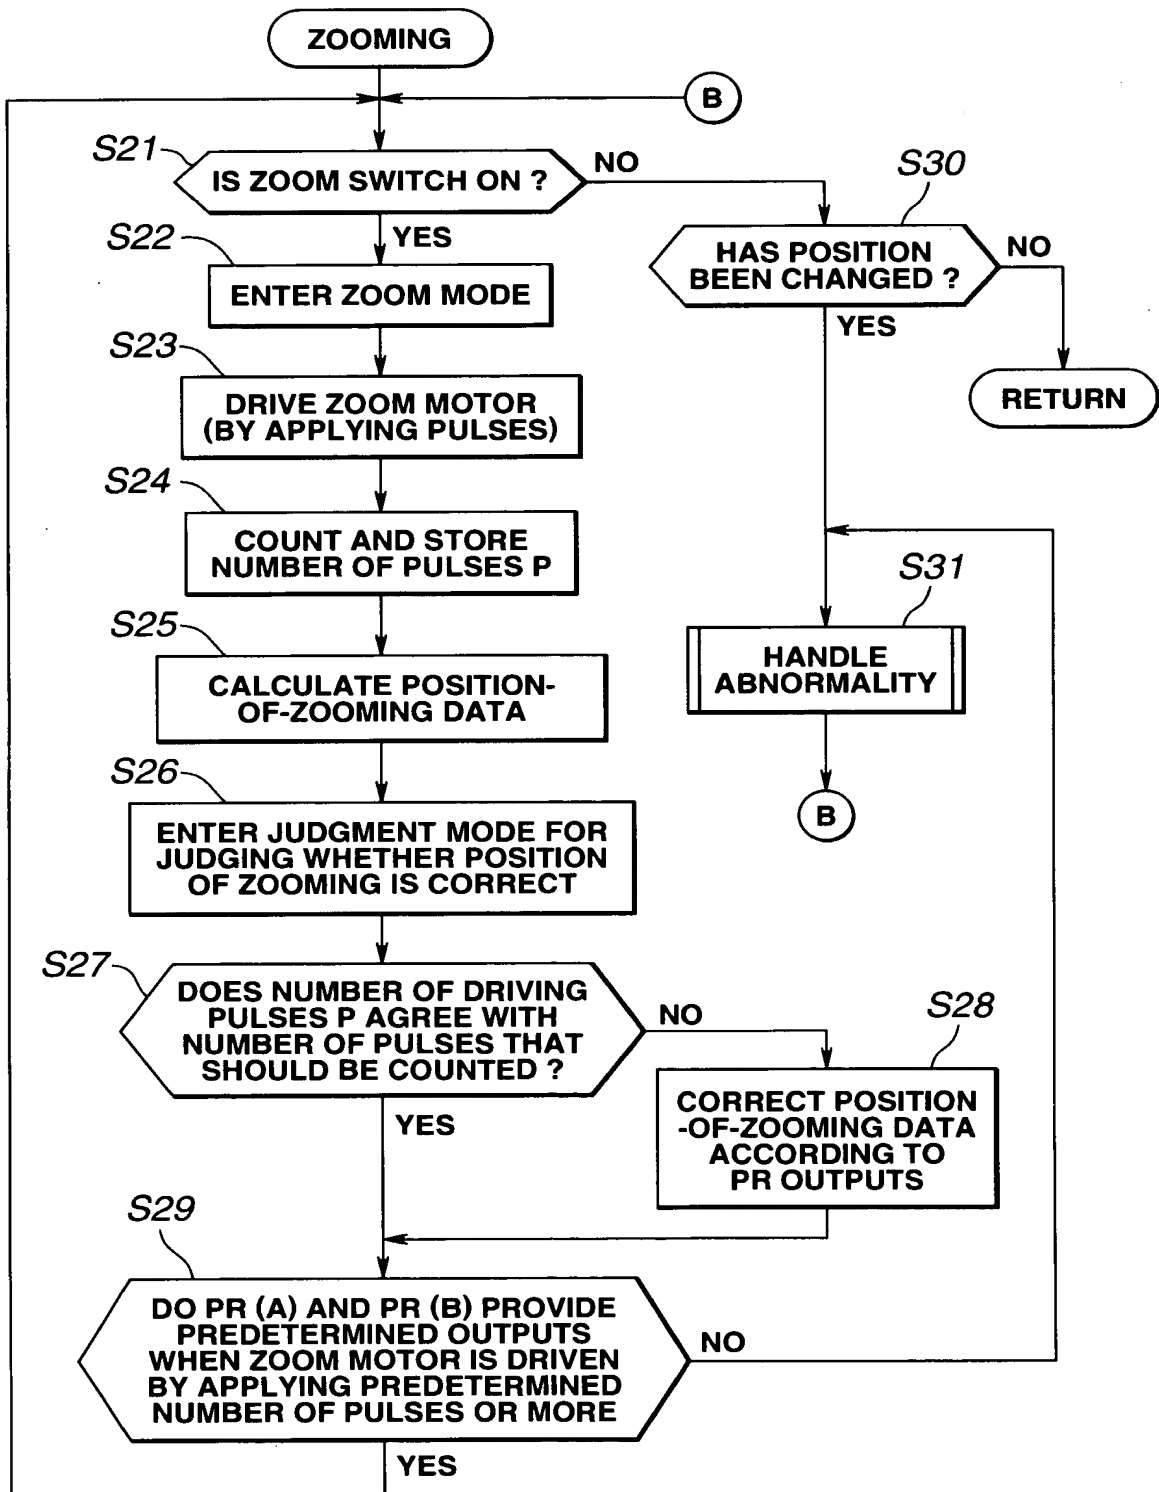 ZOOMING
B
S21
IS ZOOM SWITCH ON ?
NO
YES
S30
HAS POSITION
BEEN CHANGED ?
NO
YES
RETURN
S22
ENTER ZOOM MODE
S23
DRIVE ZOOM MOTOR
(BY APPLYING PULSES)
S24
COUNT AND STORE
NUMBER OF PULSES P
S31
HANDLE
ABNORMALITY
B
S25
CALCULATE POSITION-
OF-ZOOMING DATA
S26
ENTER JUDGMENT MODE FOR
JUDGING WHETHER POSITION
OF ZOOMING IS CORRECT
S27
DOES NUMBER OF DRIVING
PULSES P AGREE WITH
NUMBER OF PULSES THAT
SHOULD BE COUNTED ?
NO
YES
S28
CORRECT POSITION
-OF-ZOOMING DATA
ACCORDING TO
PR OUTPUTS
S29
DO PR (A) AND PR (B) PROVIDE
PREDETERMINED OUTPUTS
WHEN ZOOM MOTOR IS DRIVEN
BY APPLYING PREDETERMINED
NUMBER OF PULSES OR MORE
NO
YES